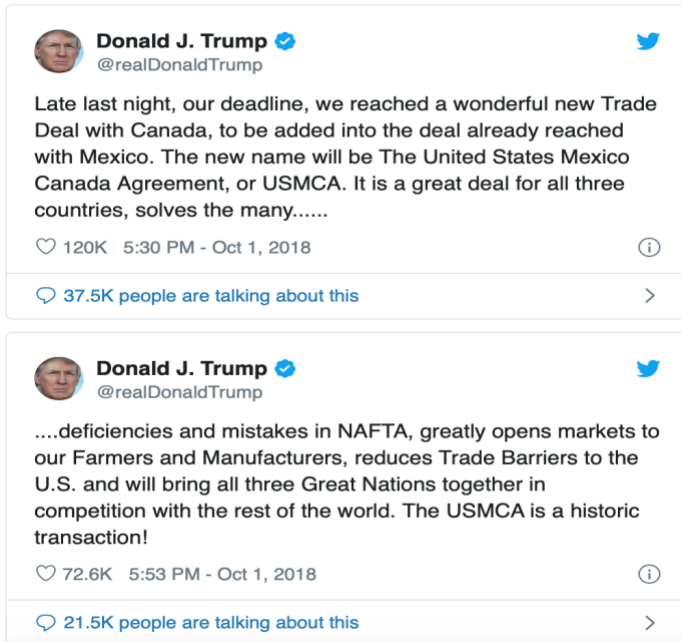 Donald J. Trump
@realDonaldTrump
Late last night, our deadline, we reached a wonderful new Trade
Deal with Canada, to be added into the deal already reached
with Mexico. The new name will be The United States Mexico
Canada Agreement, or USMCA. It is a great deal for all three
countries, solves the many......
120K 5:30 PM - Oct 1, 2018
37.5K people are talking about this
Donald J. Trump
@realDonaldTrump
....deficiencies and mistakes in NAFTA, greatly opens markets to
our Farmers and Manufacturers, reduces Trade Barriers to the
U.S. and will bring all three Great Nations together in
competition with the rest of the world. The USMCA is a historic
transaction!
72.6K 5:53 PM - Oct 1, 2018
21.5K people are talking about this